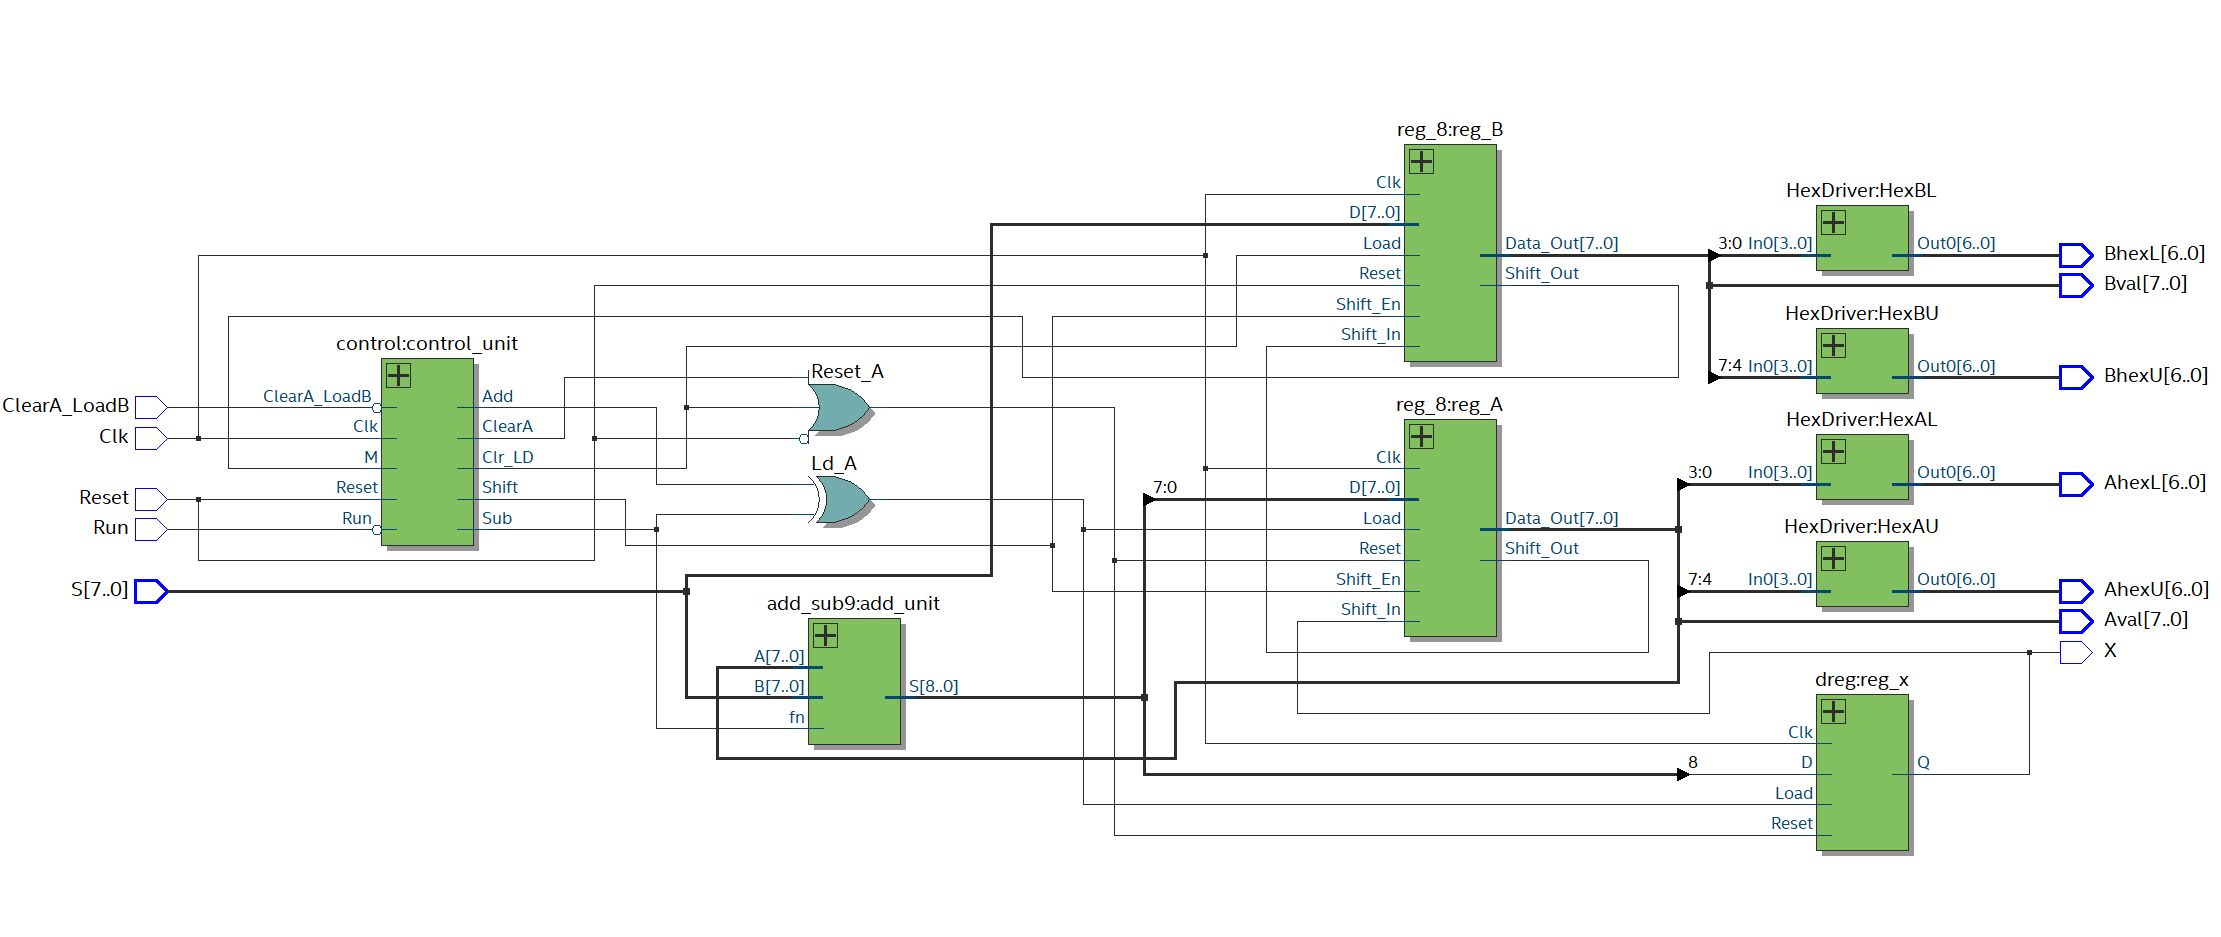 ClearA_LoadB
Clk
Reset
Run
S[7..0]
control:control_unit
ClearA_LoadB
Clk
M
Reset
Run
Add
ClearA
Clr_LD
Shift
Sub
Reset_A
Ld_A
add_sub9:add_unit
A[7..0]
B[7..0]
fn
S[8..0]
reg_8:reg_B
Clk
D[7..0]
Load
Reset
Shift_En
Shift_In
Data_Out[7..0]
Shift_Out
reg_8:reg_A
7:0
Clk
D[7..0]
Load
Reset
Shift_En
Shift_In
Data_Out[7..0]
Shift_Out
HexDriver:HexBL
3:0 In0[3..0]
Out0[6..0]
HexDriver:HexBU
7:4 In0[3..0]
Out0[6..0]
HexDriver:HexAL
3:0 In0[3..0]
Out0[6..0]
HexDriver:HexAU
7:4 In0[3..0]
Out0[6..0]
dreg:reg_x
Clk
8 D
Load
Reset
Q
BhexL[6..0]
Bval[7..0]
BhexU[6..0]
AhexL[6..0]
AhexU[6..0]
Aval[7..0]
X